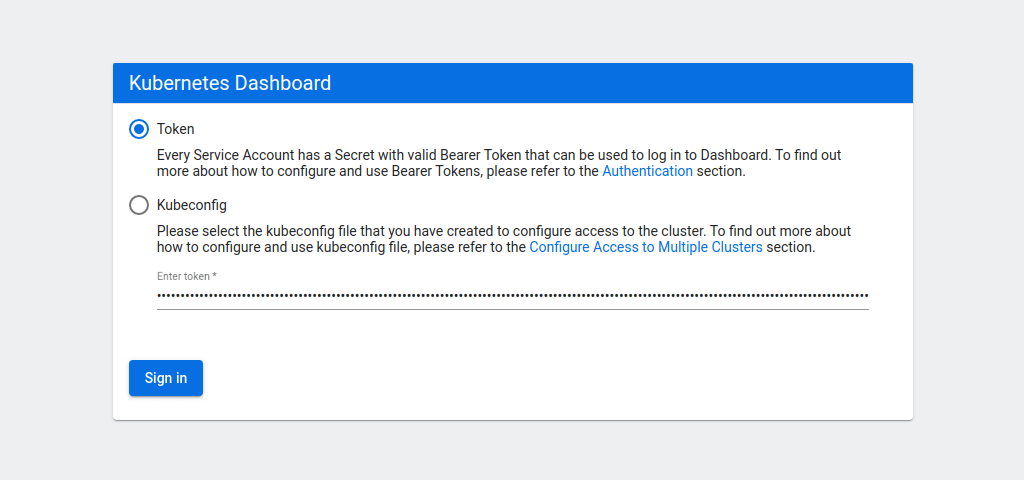 Kubernetes Dashboard
Token
Every Service Account has a Secret with valid Bearer Token that can be used to log in to Dashboard. To find out
more about how to configure and use Bearer Tokens, please refer to the Authentication section.
Kubeconfig
Please select the kubeconfig file that you have created to configure access to the cluster. To find out more about
how to configure and use kubeconfig file, please refer to the Configure Access to Multiple Clusters section.
Enter token *
Sign in